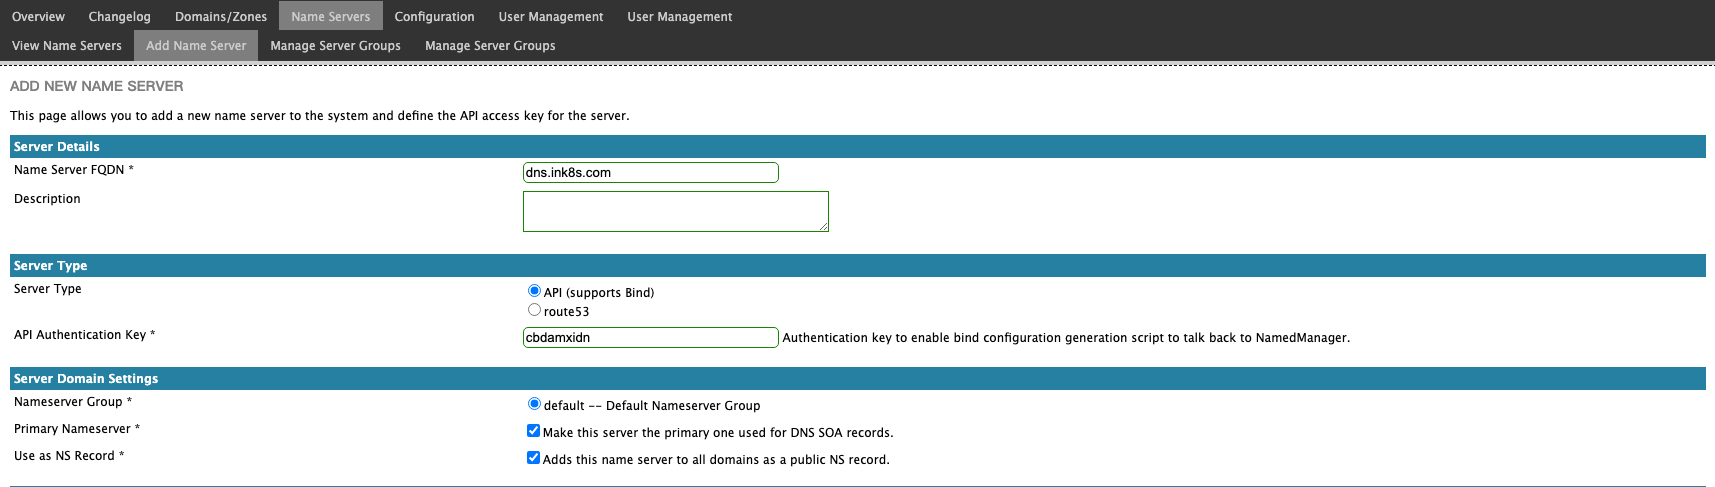 Overview Changelog Domains/Zones Name Servers Configuration User Management User Management
View Name Servers Add Name Server Manage Server Groups Manage Server Groups
ADD NEW NAME SERVER
This page allows you to add a new name server to the system and define the API access key for the server.
Server Details
Name Server FQDN * dns.ink8s.com
Description
Server Type
Server Type API (supports Bind)
route53
API Authentication Key * cbdamxidn Authentication key to enable bind configuration generation script to talk back to NamedManager.
Server Domain Settings
Nameserver Group * default -- Default Nameserver Group
Primary Nameserver * Make this server the primary one used for DNS SOA records.
Use as NS Record * Adds this name server to all domains as a public NS record.